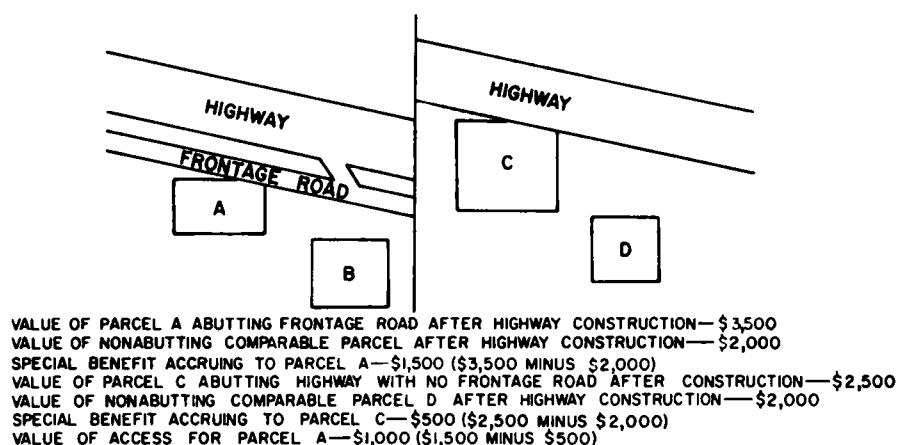 HIGHWAY
FRONTAGE ROAD
A
B
HIGHWAY
C
D
VALUE OF PARCEL A ABUTTING FRONTAGE ROAD AFTER HIGHWAY CONSTRUCTION—$3,500
VALUE OF NONABUTTING COMPARABLE PARCEL AFTER HIGHWAY CONSTRUCTION—$2,000
SPECIAL BENEFIT ACCRUING TO PARCEL A—$1,500 ($3,500 MINUS $2,000)
VALUE OF PARCEL C ABUTTING HIGHWAY WITH NO FRONTAGE ROAD AFTER CONSTRUCTION—$2,500
VALUE OF NONABUTTING COMPARABLE PARCEL D AFTER HIGHWAY CONSTRUCTION—$2,000
SPECIAL BENEFIT ACCRUING TO PARCEL C—$500 ($2,500 MINUS $2,000)
VALUE OF ACCESS FOR PARCEL A—$1,000 ($1,500 MINUS $500)